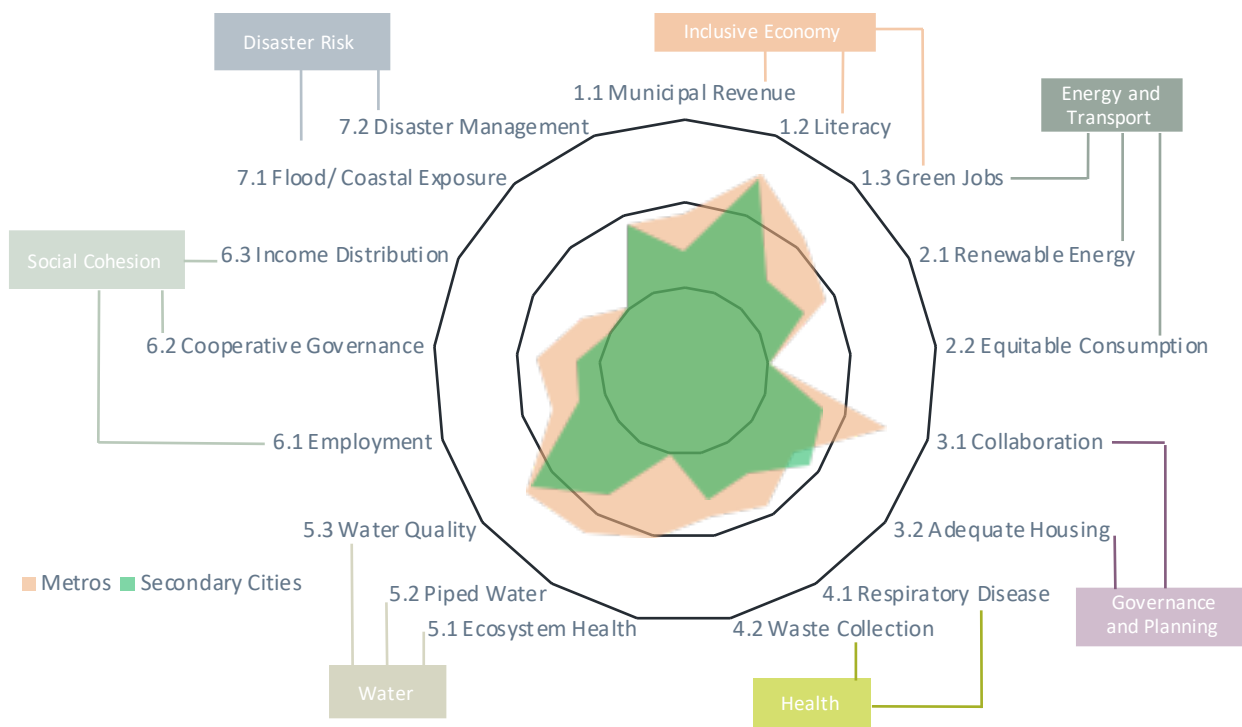 Disaster Risk
Inclusive Economy
Energy and
Transport
1.1 Municipal Revenue
7.2 Disaster Management
1.2 Literacy
7.1 Flood/ Coastal Exposure
1.3 Green Jobs
Social Cohesion
6.3 Income Distribution
2.1 Renewable Energy
6.2 Cooperative Governance
2.2 Equitable Consumption
6.1 Employment
3.1 Collaboration
5.3 Water Quality
3.2 Adequate Housing
Metros
Secondary Cities
5.2 Piped Water
4.1 Respiratory Disease
Governance
and Planning
5.1 Ecosystem Health
4.2 Waste Collection
Water
Health